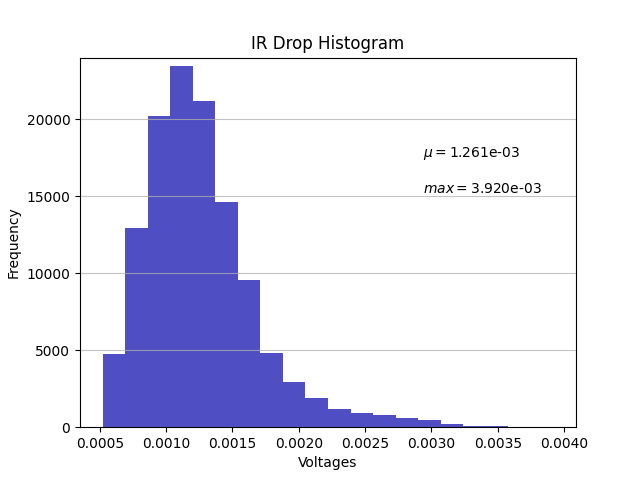 IR Drop Histogram
20000
15000
10000
5000
0
Frequency
μ = 1.261e-03
max = 3.920e-03
0.0005 0.0010 0.0015 0.0020 0.0025 0.0030 0.0035 0.0040
Voltages